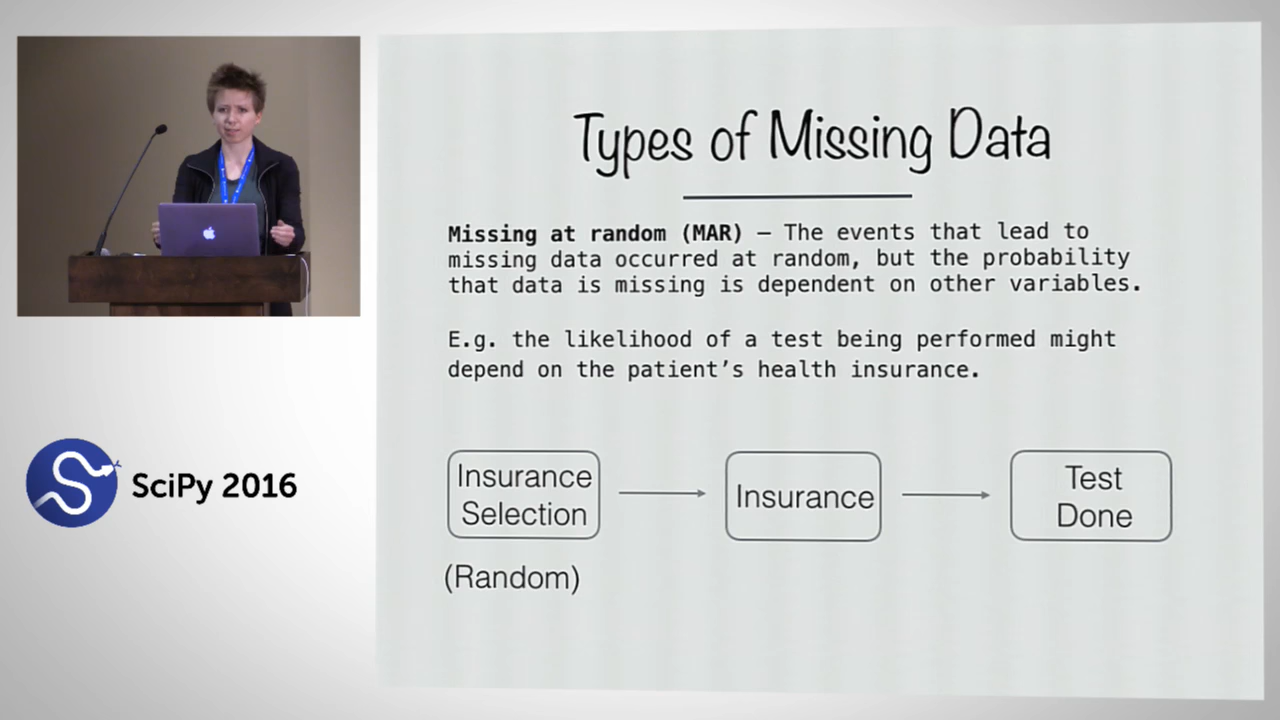 Types of Missing Data
Missing at random (MAR) – The events that lead to
missing data occurred at random, but the probability
that data is missing is dependent on other variables.
E.g. the likelihood of a test being performed might
depend on the patient’s health insurance.
Insurance
Selection
Insurance
Test
Done
(Random)
SciPy 2016